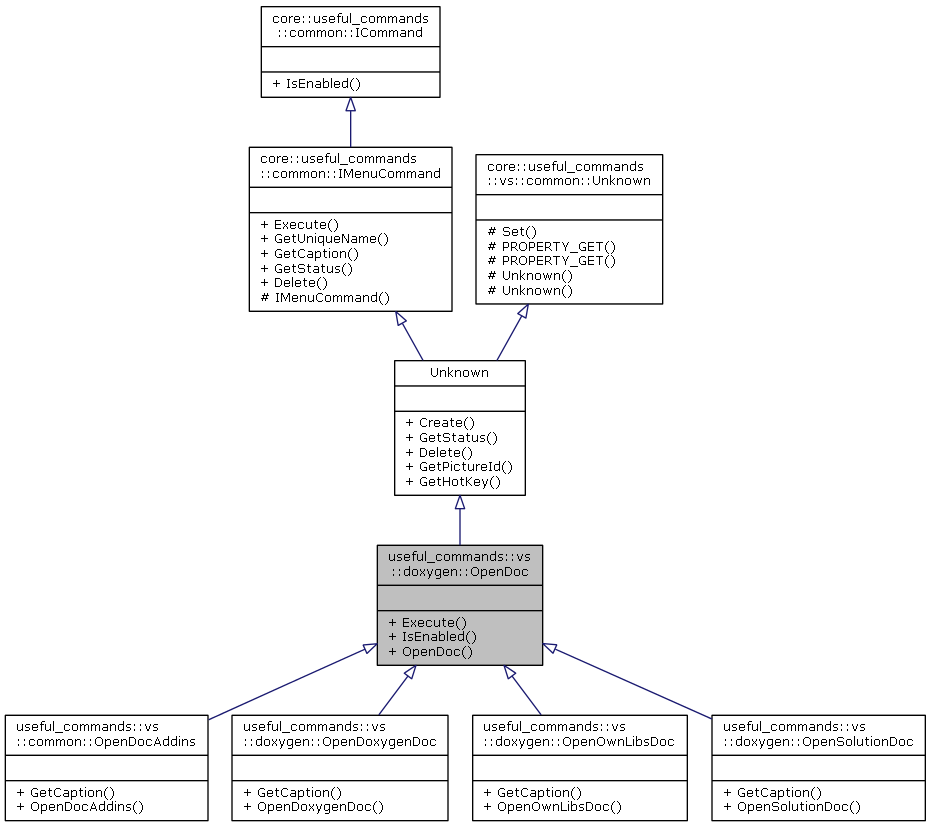 core::useful_commands
::common::ICommand
+ IsEnabled()
core::useful_commands
::common::IMenuCommand
+ Execute()
+ GetUniqueName()
+ GetCaption()
+ GetStatus()
+ Delete()
# IMenuCommand()
core::useful_commands
::vs::common::Unknown
# Set()
# PROPERTY_GET()
# PROPERTY_GET()
# Unknown()
# Unknown()
Unknown
+ Create()
+ GetStatus()
+ Delete()
+ GetPictureId()
+ GetHotKey()
useful_commands::vs
::doxygen::OpenDoc
+ Execute()
+ IsEnabled()
+ OpenDoc()
useful_commands::vs
::common::OpenDocAddins
+ GetCaption()
+ OpenDocAddins()
useful_commands::vs
::doxygen::OpenDoxygenDoc
+ GetCaption()
+ OpenDoxygenDoc()
useful_commands::vs
::doxygen::OpenOwnLibsDoc
+ GetCaption()
+ OpenOwnLibsDoc()
useful_commands::vs
::doxygen::OpenSolutionDoc
+ GetCaption()
+ OpenSolutionDoc()